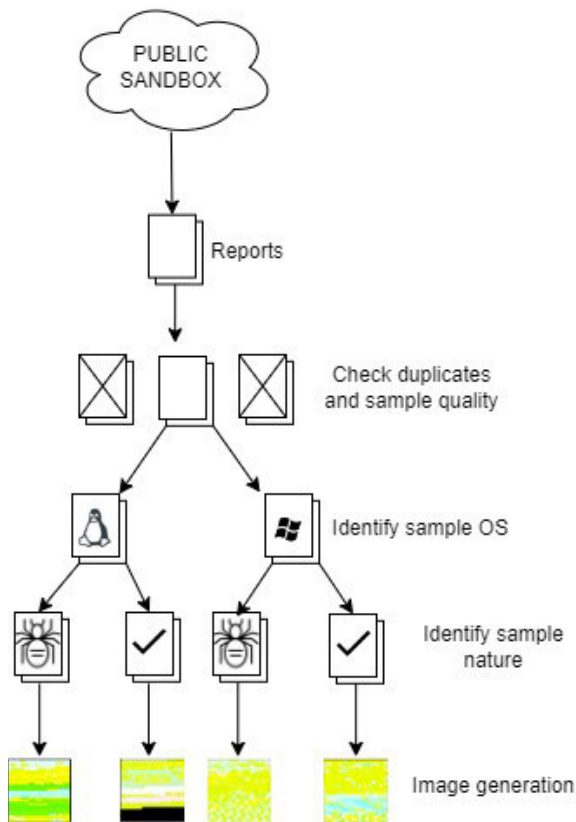 PUBLIC
SANDBOX
Reports
Check duplicates
and sample quality
Identify sample OS
Identify sample
nature
Image generation